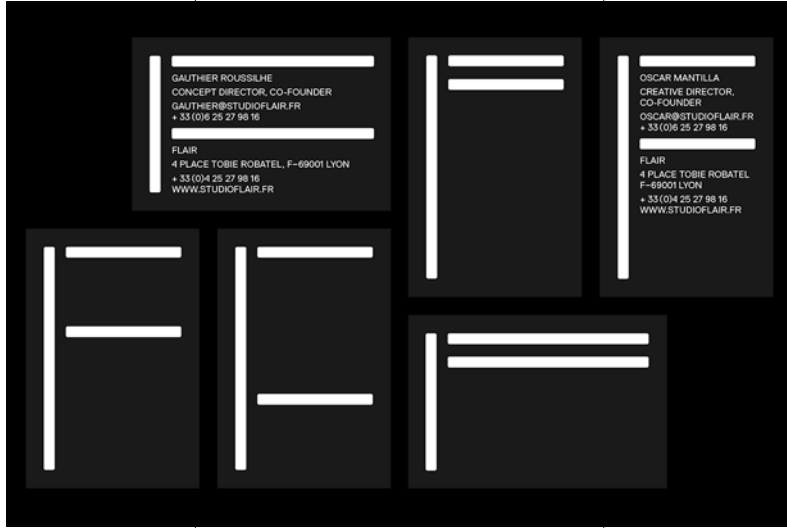 GAUTHIER ROUSSILHE
CONCEPT DIRECTOR, CO-FOUNDER
GAUTHIER@STUDIOFLAIR.FR
+ 33 (0)6 25 27 98 16
FLAIR
4 PLACE TOBIE ROBATEL, F-69001 LYON
+ 33 (0)4 25 27 98 16
WWW.STUDIOFLAIR.FR
OSCAR MANTILLA
CREATIVE DIRECTOR,
CO-FOUNDER
OSCAR@STUDIOFLAIR.FR
+ 33 (0)6 25 27 98 16
FLAIR
4 PLACE TOBIE ROBATEL
F-69001 LYON
+ 33 (0)4 25 27 98 16
WWW.STUDIOFLAIR.FR